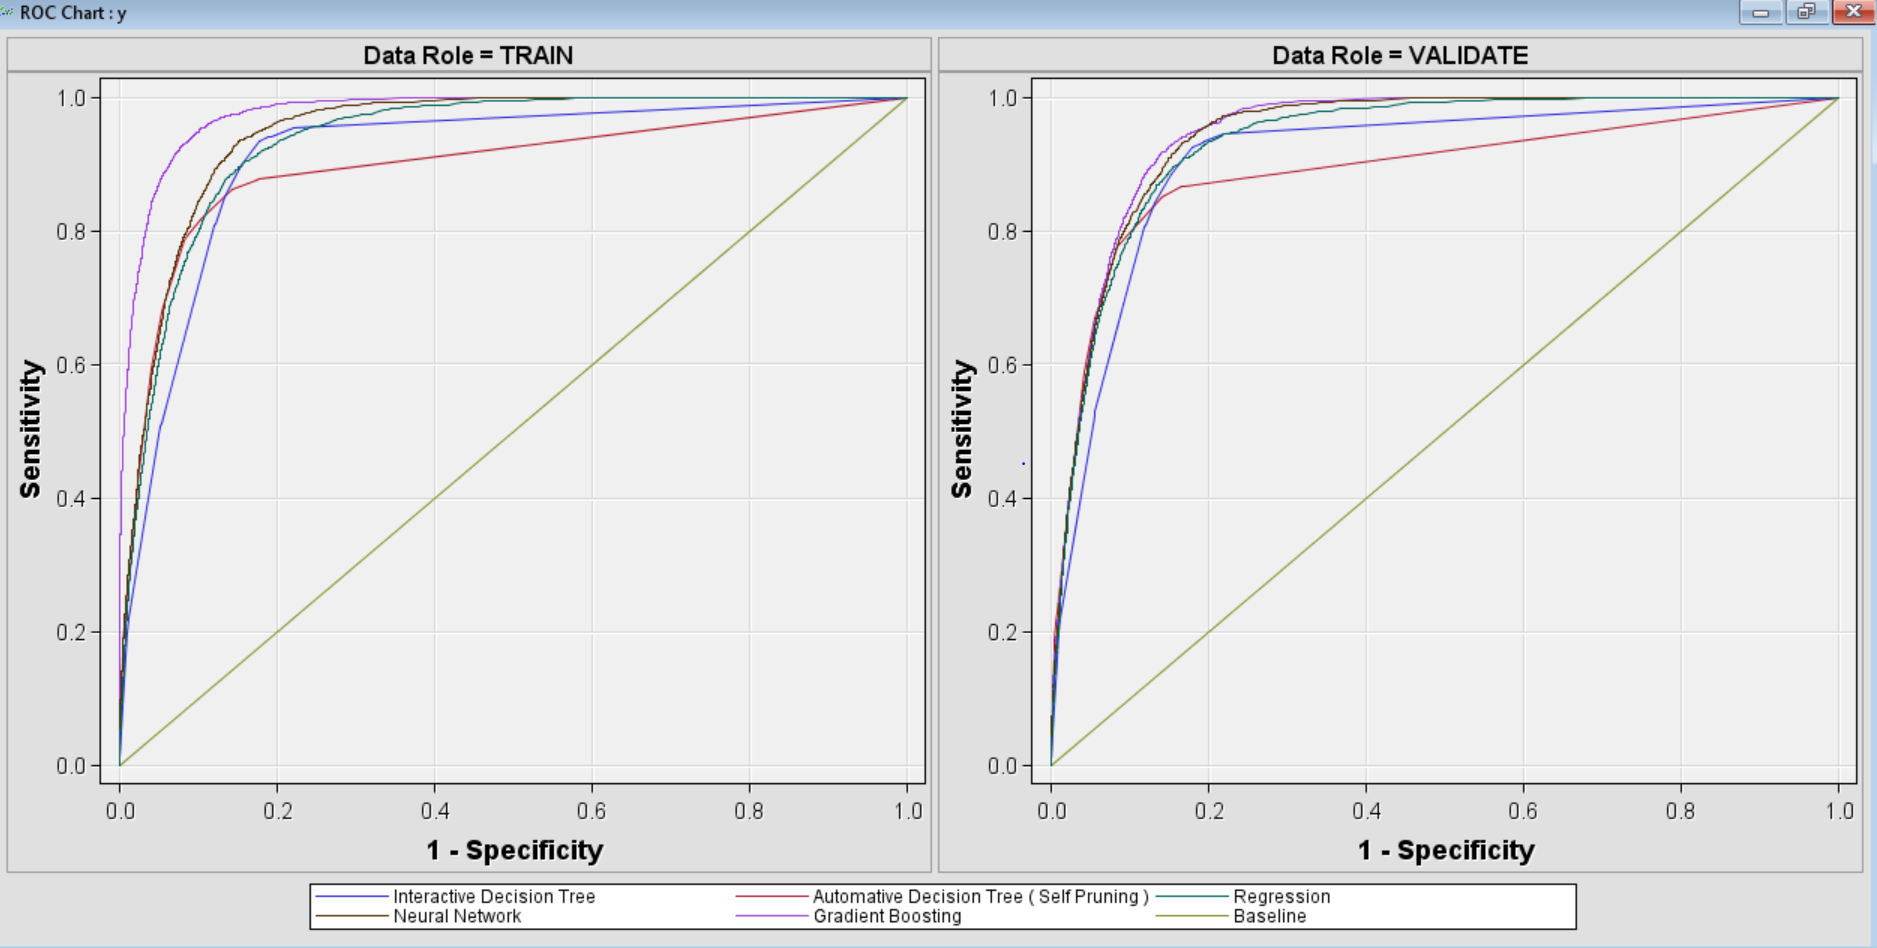 ROC Chart : y
Data Role = TRAIN
1.0
0.8
0.6
0.4
0.2
0.0
Sensitivity
0.0 0.2 0.4 0.6 0.8 1.0
1 - Specificity
Data Role = VALIDATE
1.0
0.8
0.6
0.4
0.2
0.0
Sensitivity
0.0 0.2 0.4 0.6 0.8 1.0
1 - Specificity
Interactive Decision Tree Automative Decision Tree ( Self Pruning ) Regression
Neural Network Gradient Boosting Baseline